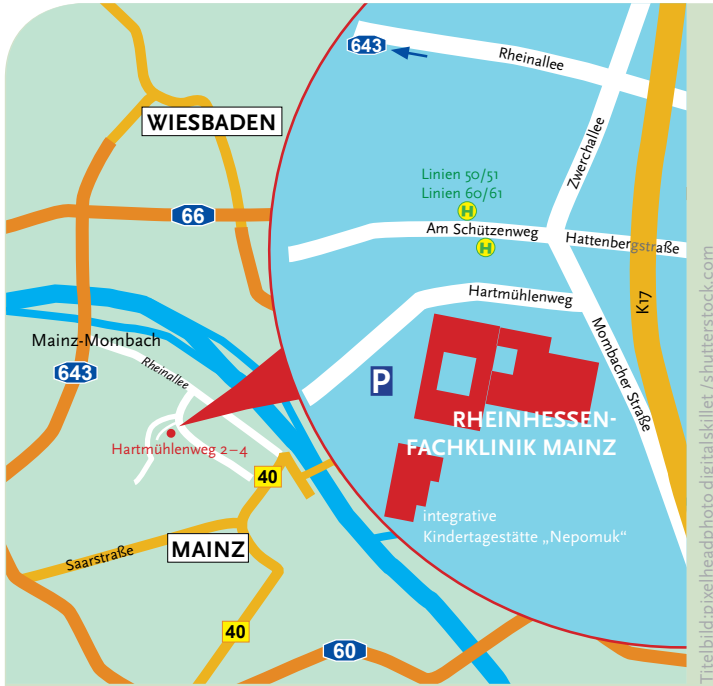 643
Rheinallee
WIESBADEN
Zwerchallee
Linien 50/51
Linien 60/61
H
66
Am Schützenweg
Hattenbergstraße
H
Hartmühlenweg
K17
Mainz-Mombach
Rheinallee
643
Mombacher Straße
P
RHEINHESSEN-
FACHKLINIK MAINZ
Hartmühlenweg 2–4
40
integrative
Kindertagestätte „Nepomuk“
MAINZ
Saarstraße
40
60
Titelbild:pixelheadphoto digitalskillet / shutterstock.com